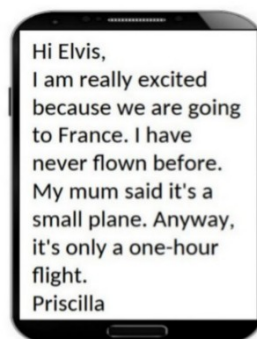 Hi Elvis,
I am really excited
because we are going
to France. I have
never flown before.
My mum said it's a
small plane. Anyway,
it's only a one-hour
flight.
Priscilla